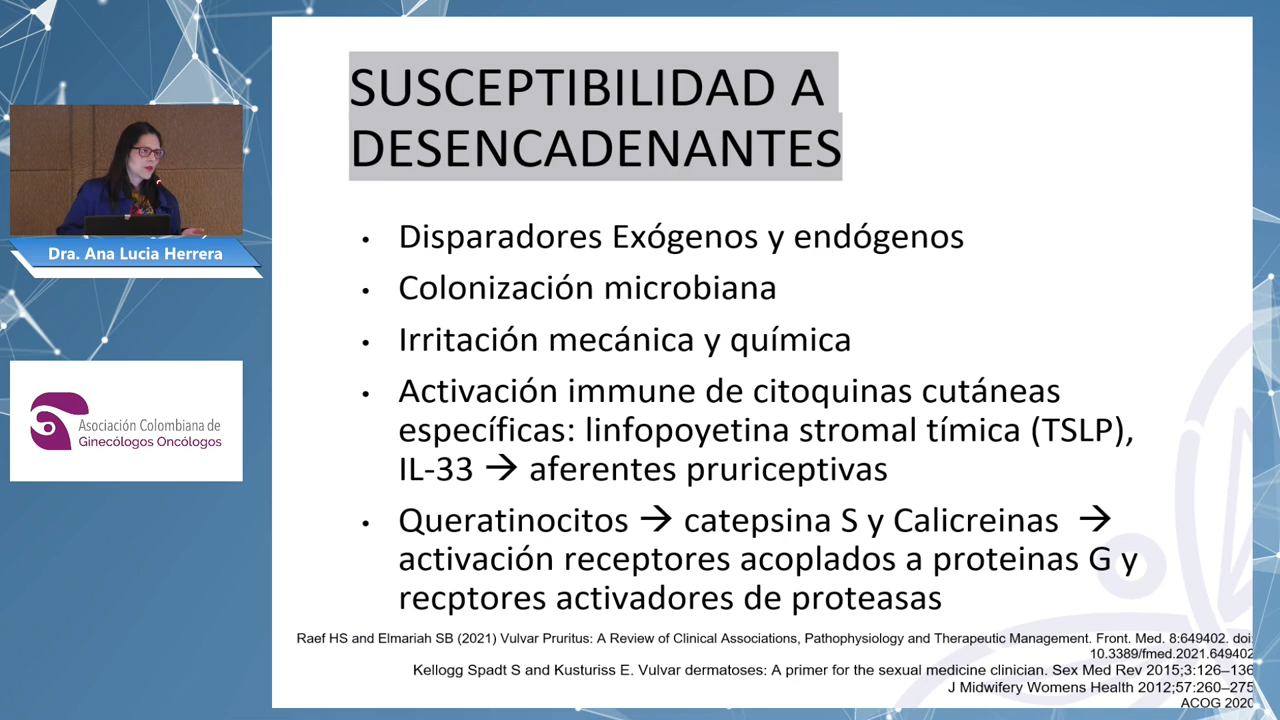 SUSCEPTIBILIDAD A
DESENCADENANTES
Dra. Ana Lucia Herrera
Asociación Colombiana de
Ginecólogos Oncólogos
• Disparadores Exógenos y endógenos
• Colonización microbiana
• Irritación mecánica y química
• Activación immune de citoquinas cutáneas
específicas: linfopoyetina stromal tímica (TSLP),
IL-33 → aferentes pruriceptivas
• Queratinocitos → catepsina S y Calicreinas →
activación receptores acoplados a proteinas G y
recptores activadores de proteasas
Raef HS and Elmariah SB (2021) Vulvar Pruritus: A Review of Clinical Associations, Pathophysiology and Therapeutic Management. Front. Med. 8:649402. doi:
10.3389/fmed.2021.649402
Kellogg Spadt S and Kusturiss E. Vulvar dermatoses: A primer for the sexual medicine clinician. Sex Med Rev 2015;3:126–136
J Midwifery Womens Health 2012;57:260–275
ACOG 2020